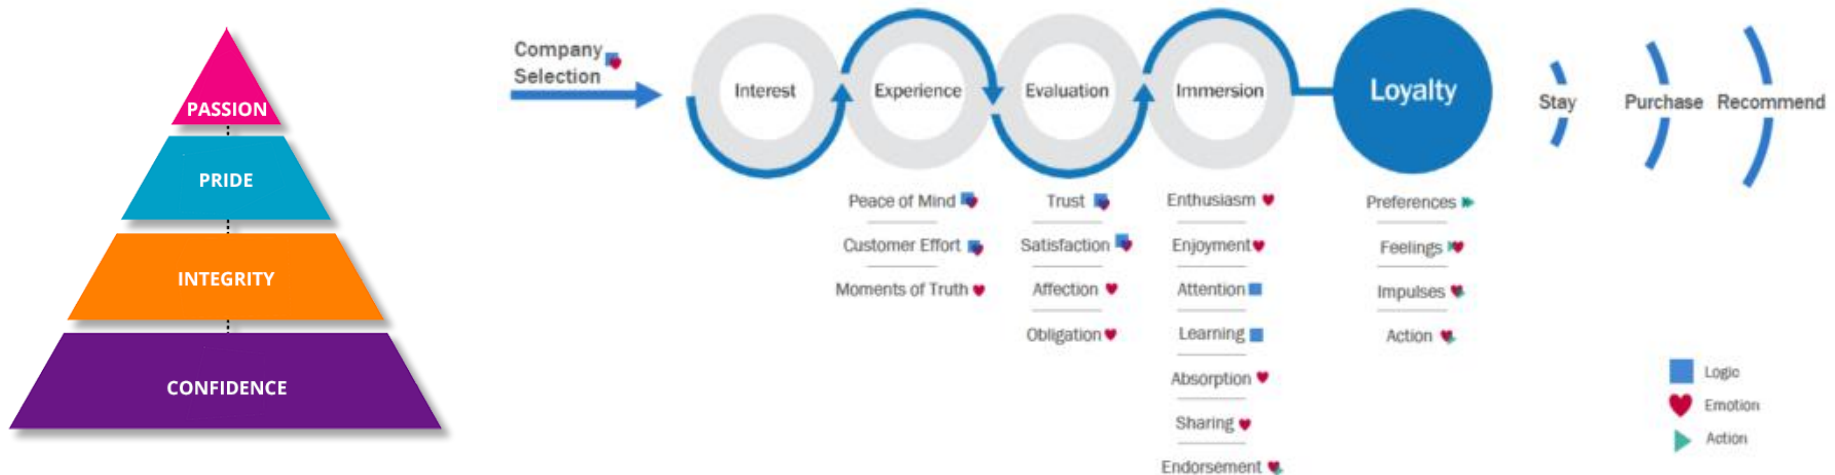 PASSION
PRIDE
INTEGRITY
CONFIDENCE
Company
Selection
Interest
Experience
Evaluation
Immersion
Loyalty
Stay
Purchase
Recommend
Peace of Mind
Customer Effort
Moments of Truth
Trust
Satisfaction
Affection
Obligation
Enthusiasm
Enjoyment
Attention
Learning
Absorption
Sharing
Endorsement
Preferences
Feelings
Impulses
Action
Logic
Emotion
Action